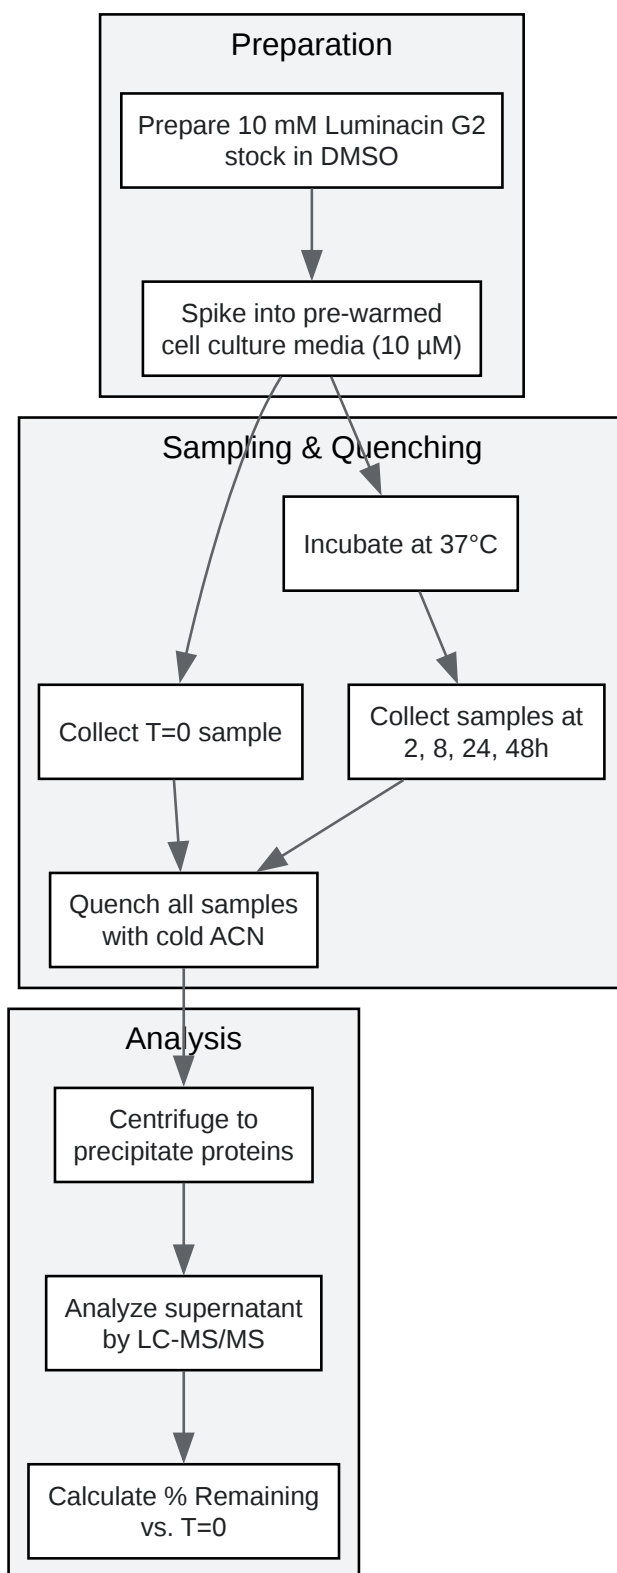 Preparation
Prepare 10 mM Luminacin G2
stock in DMSO
Spike into pre-warmed
cell culture media (10 µM)
Sampling & Quenching
Incubate at 37°C
Collect T=0 sample
Collect samples at
2, 8, 24, 48h
Quench all samples
with cold ACN
Analysis
Centrifuge to
precipitate proteins
Analyze supernatant
by LC-MS/MS
Calculate % Remaining
vs. T=0